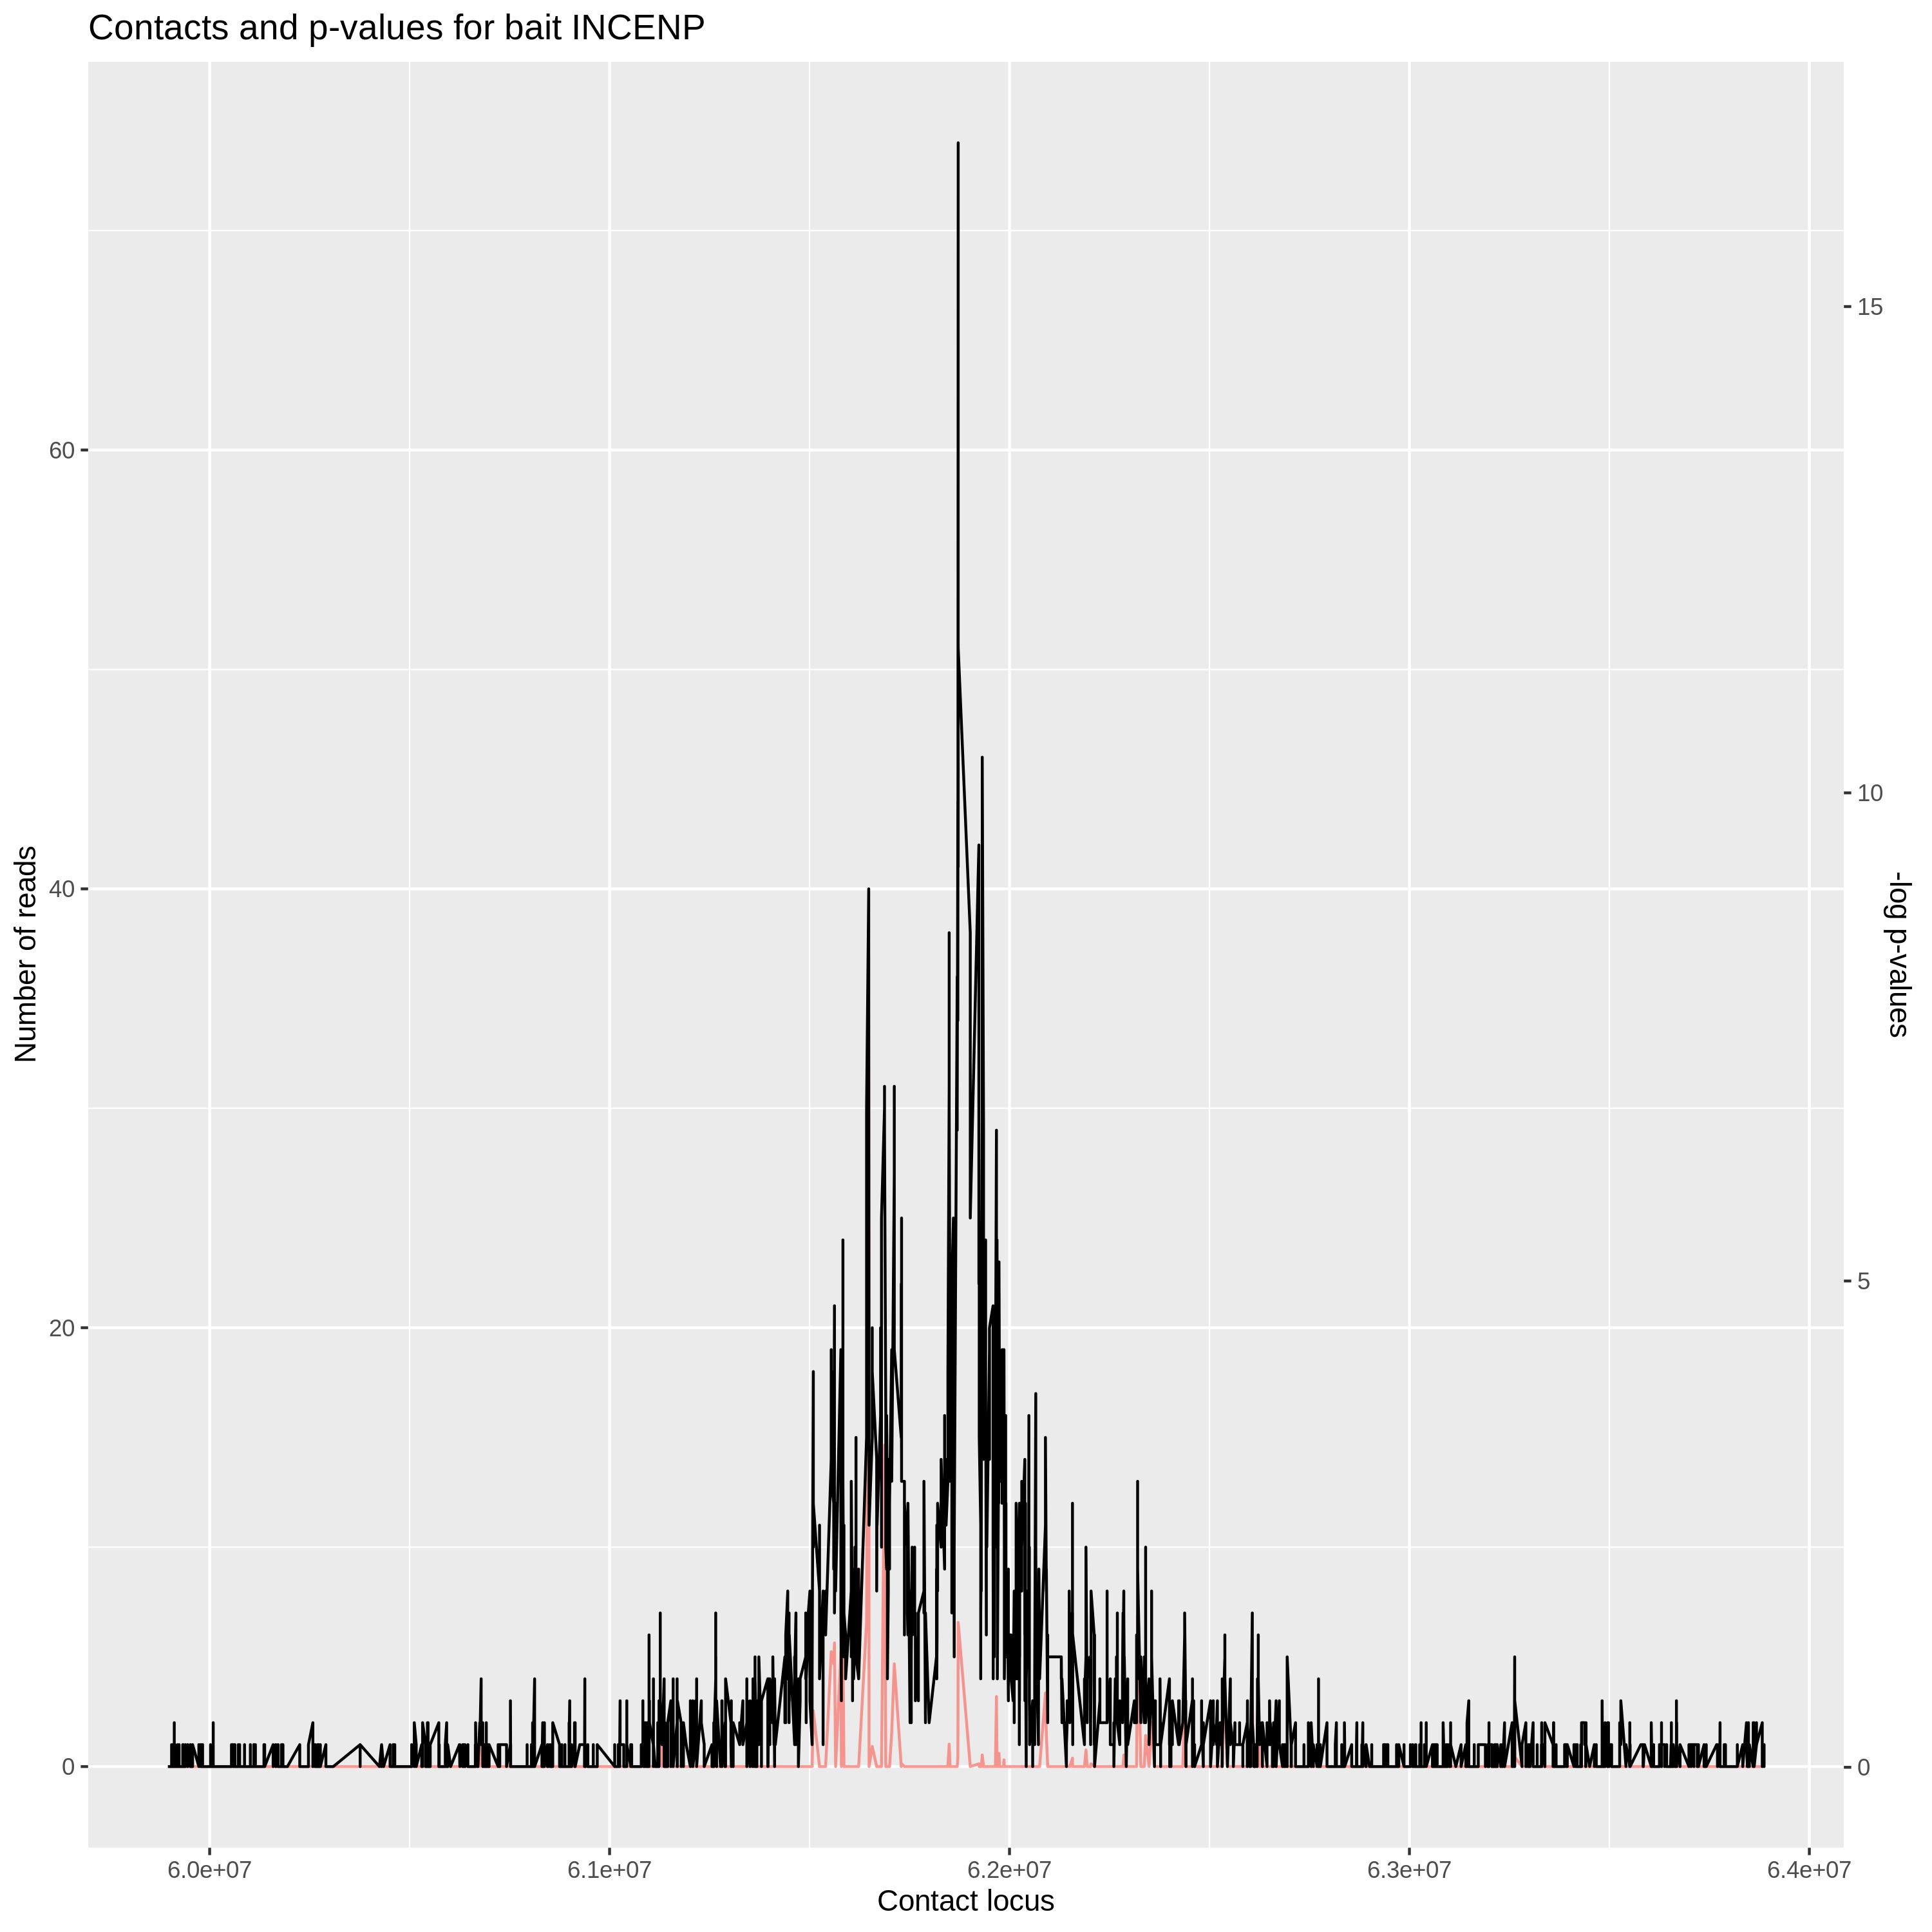 Contacts and p-values for bait INCENP
60
40
20
0
Number of reads
15
10
5
0
-log p-values
6.0e+07
6.1e+07
6.2e+07
6.3e+07
6.4e+07
Contact locus